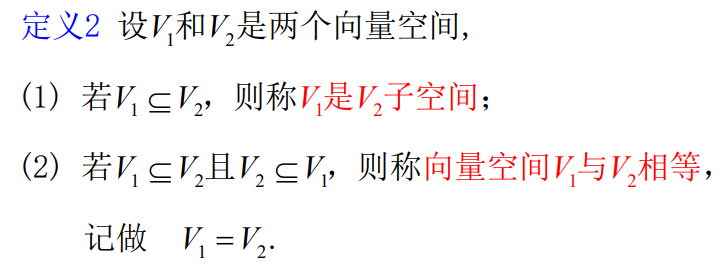 定义2 设V₁和V₂是两个向量空间,
(1) 若V₁ ⊆ V₂，则称V₁是V₂子空间；
(2) 若V₁ ⊆ V₂且V₂ ⊆ V₁，则称向量空间V₁与V₂相等，
记做 V₁ = V₂.